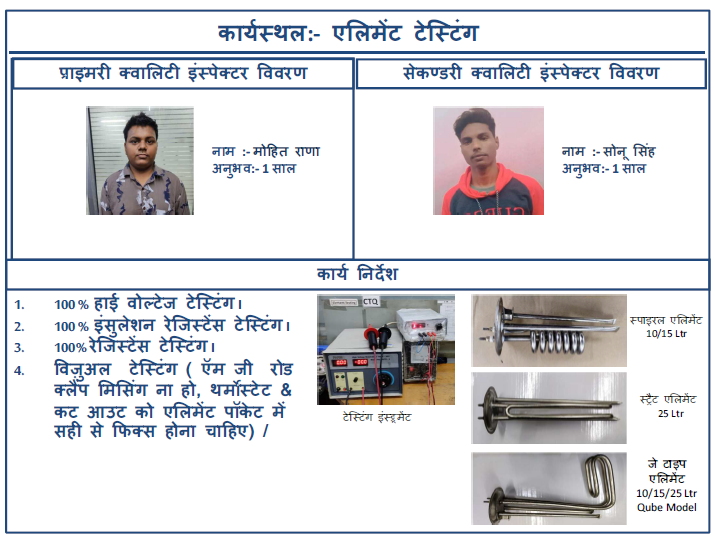 कार्यस्थल:- एलिमेंट टेस्टिंग
प्राइमरी क्वालिटी इंस्पेक्टर विवरण
सेकण्डरी क्वालिटी इंस्पेक्टर विवरण
नाम :- मोहित राणा
अनुभव:- 1 साल
नाम :- सोनू सिंह
अनुभव:- 1 साल
कार्य निर्देश
1. 100 % हाई वोल्टेज टेस्टिंग।
2. 100 % इंसुलेशन रेजिस्टेंस टेस्टिंग।
3. 100% रेजिस्टेंस टेस्टिंग।
4. विज़ुअल टेस्टिंग ( ऍम जी रोड
क्लैंप मिसिंग ना हो, थर्मोस्टेट &
कट आउट को एलिमेंट पॉकेट में
सही से फिक्स होना चाहिए) /
CTQ
टेस्टिंग इंस्ट्रूमेंट
स्पाइरल एलिमेंट
10/15 Ltr
स्ट्रैट एलिमेंट
25 Ltr
जे टाइप
एलिमेंट
10/15/25 Ltr
Qube Model